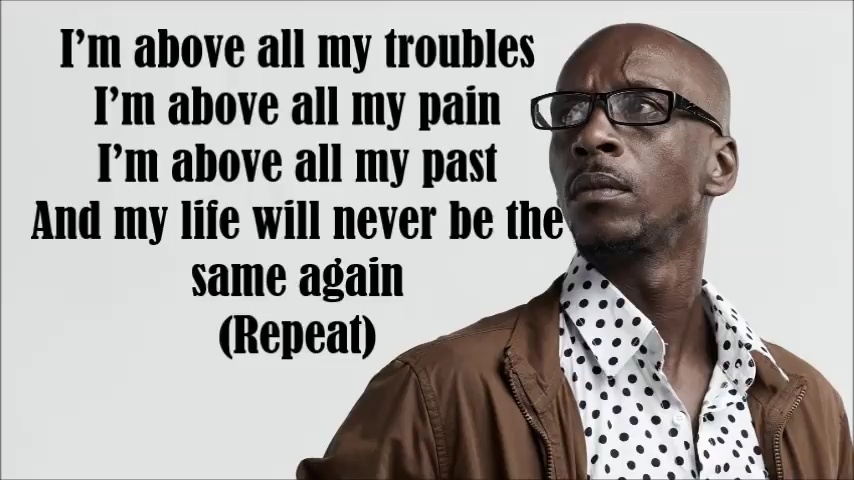 I'm above all my troubles
I'm above all my pain
I'm above all my past
And my life will never be the
same again
(Repeat)